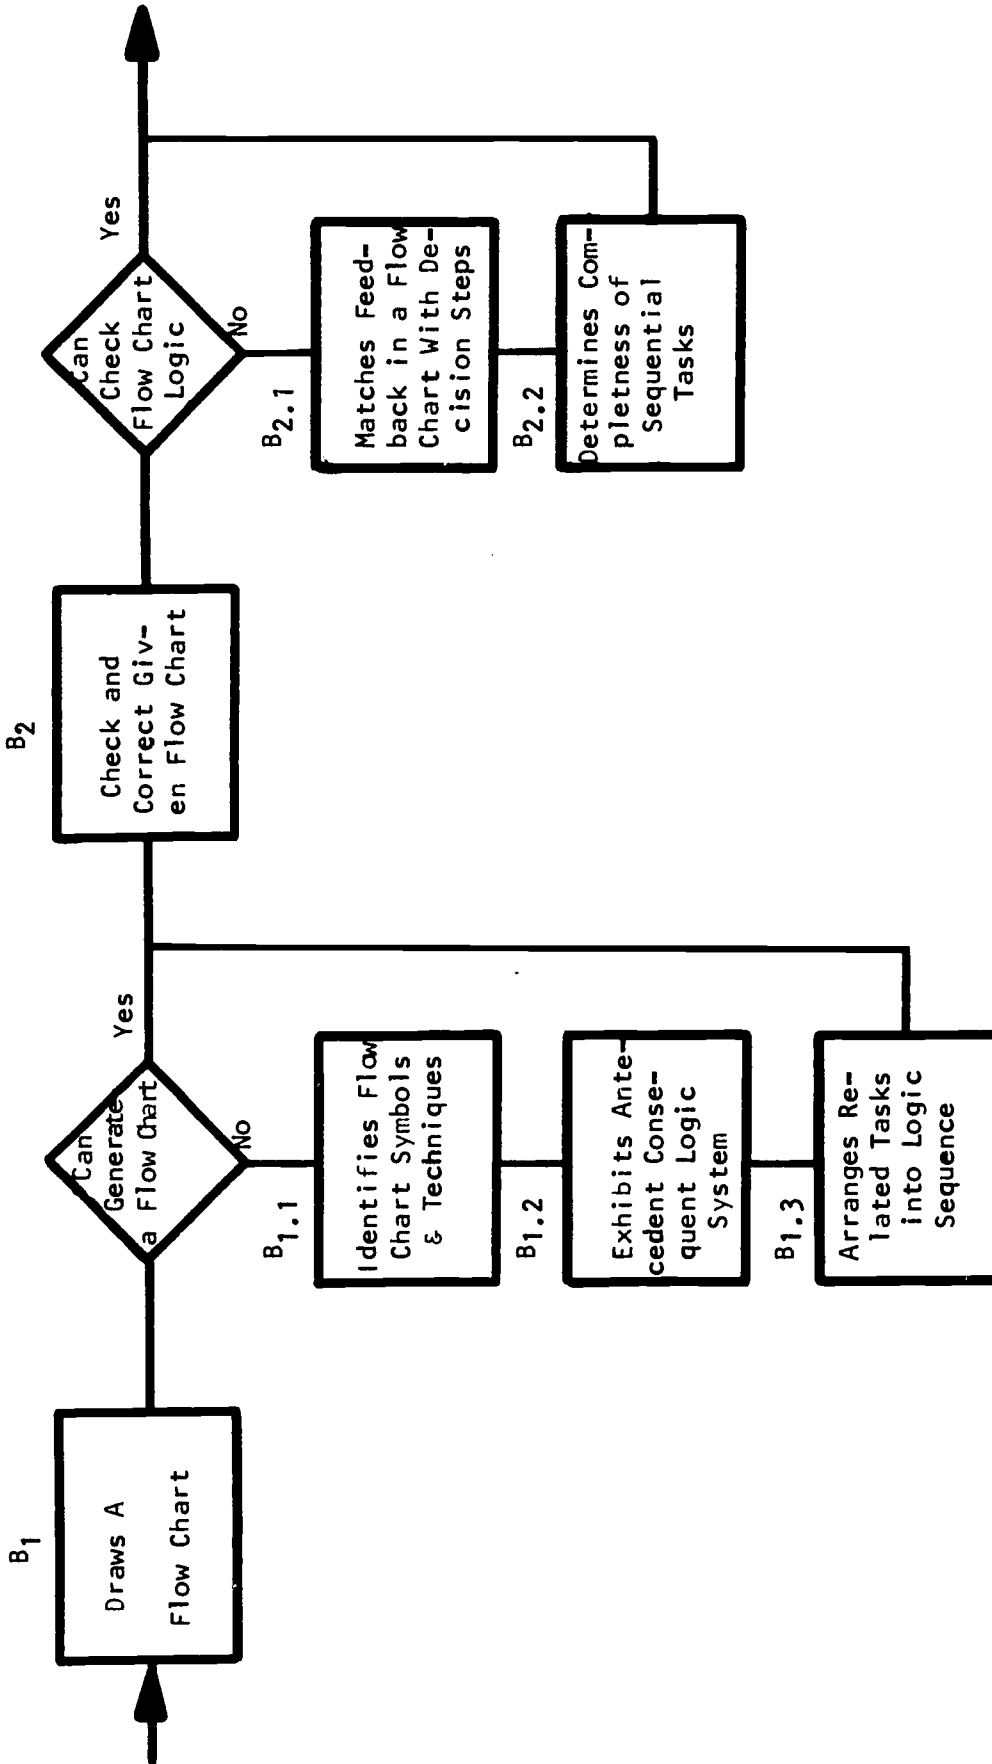 B1
Draws A
Flow Chart
Can
Generate
a Flow Chart
Yes
No
B1.1
Identifies Flow
Chart Symbols
& Techniques
B1.2
Exhibits Ante-
cedent Conse-
quent Logic
System
B1.3
Arranges Re-
lated Tasks
into Logic
Sequence
B2
Check and
Correct Giv-
en Flow Chart
Can
Check
Flow Chart
Logic
Yes
No
B2.1
Matches Feed-
back in a Flow
Chart With De-
cision Steps
B2.2
Determines Com-
pletness of
Sequential
Tasks